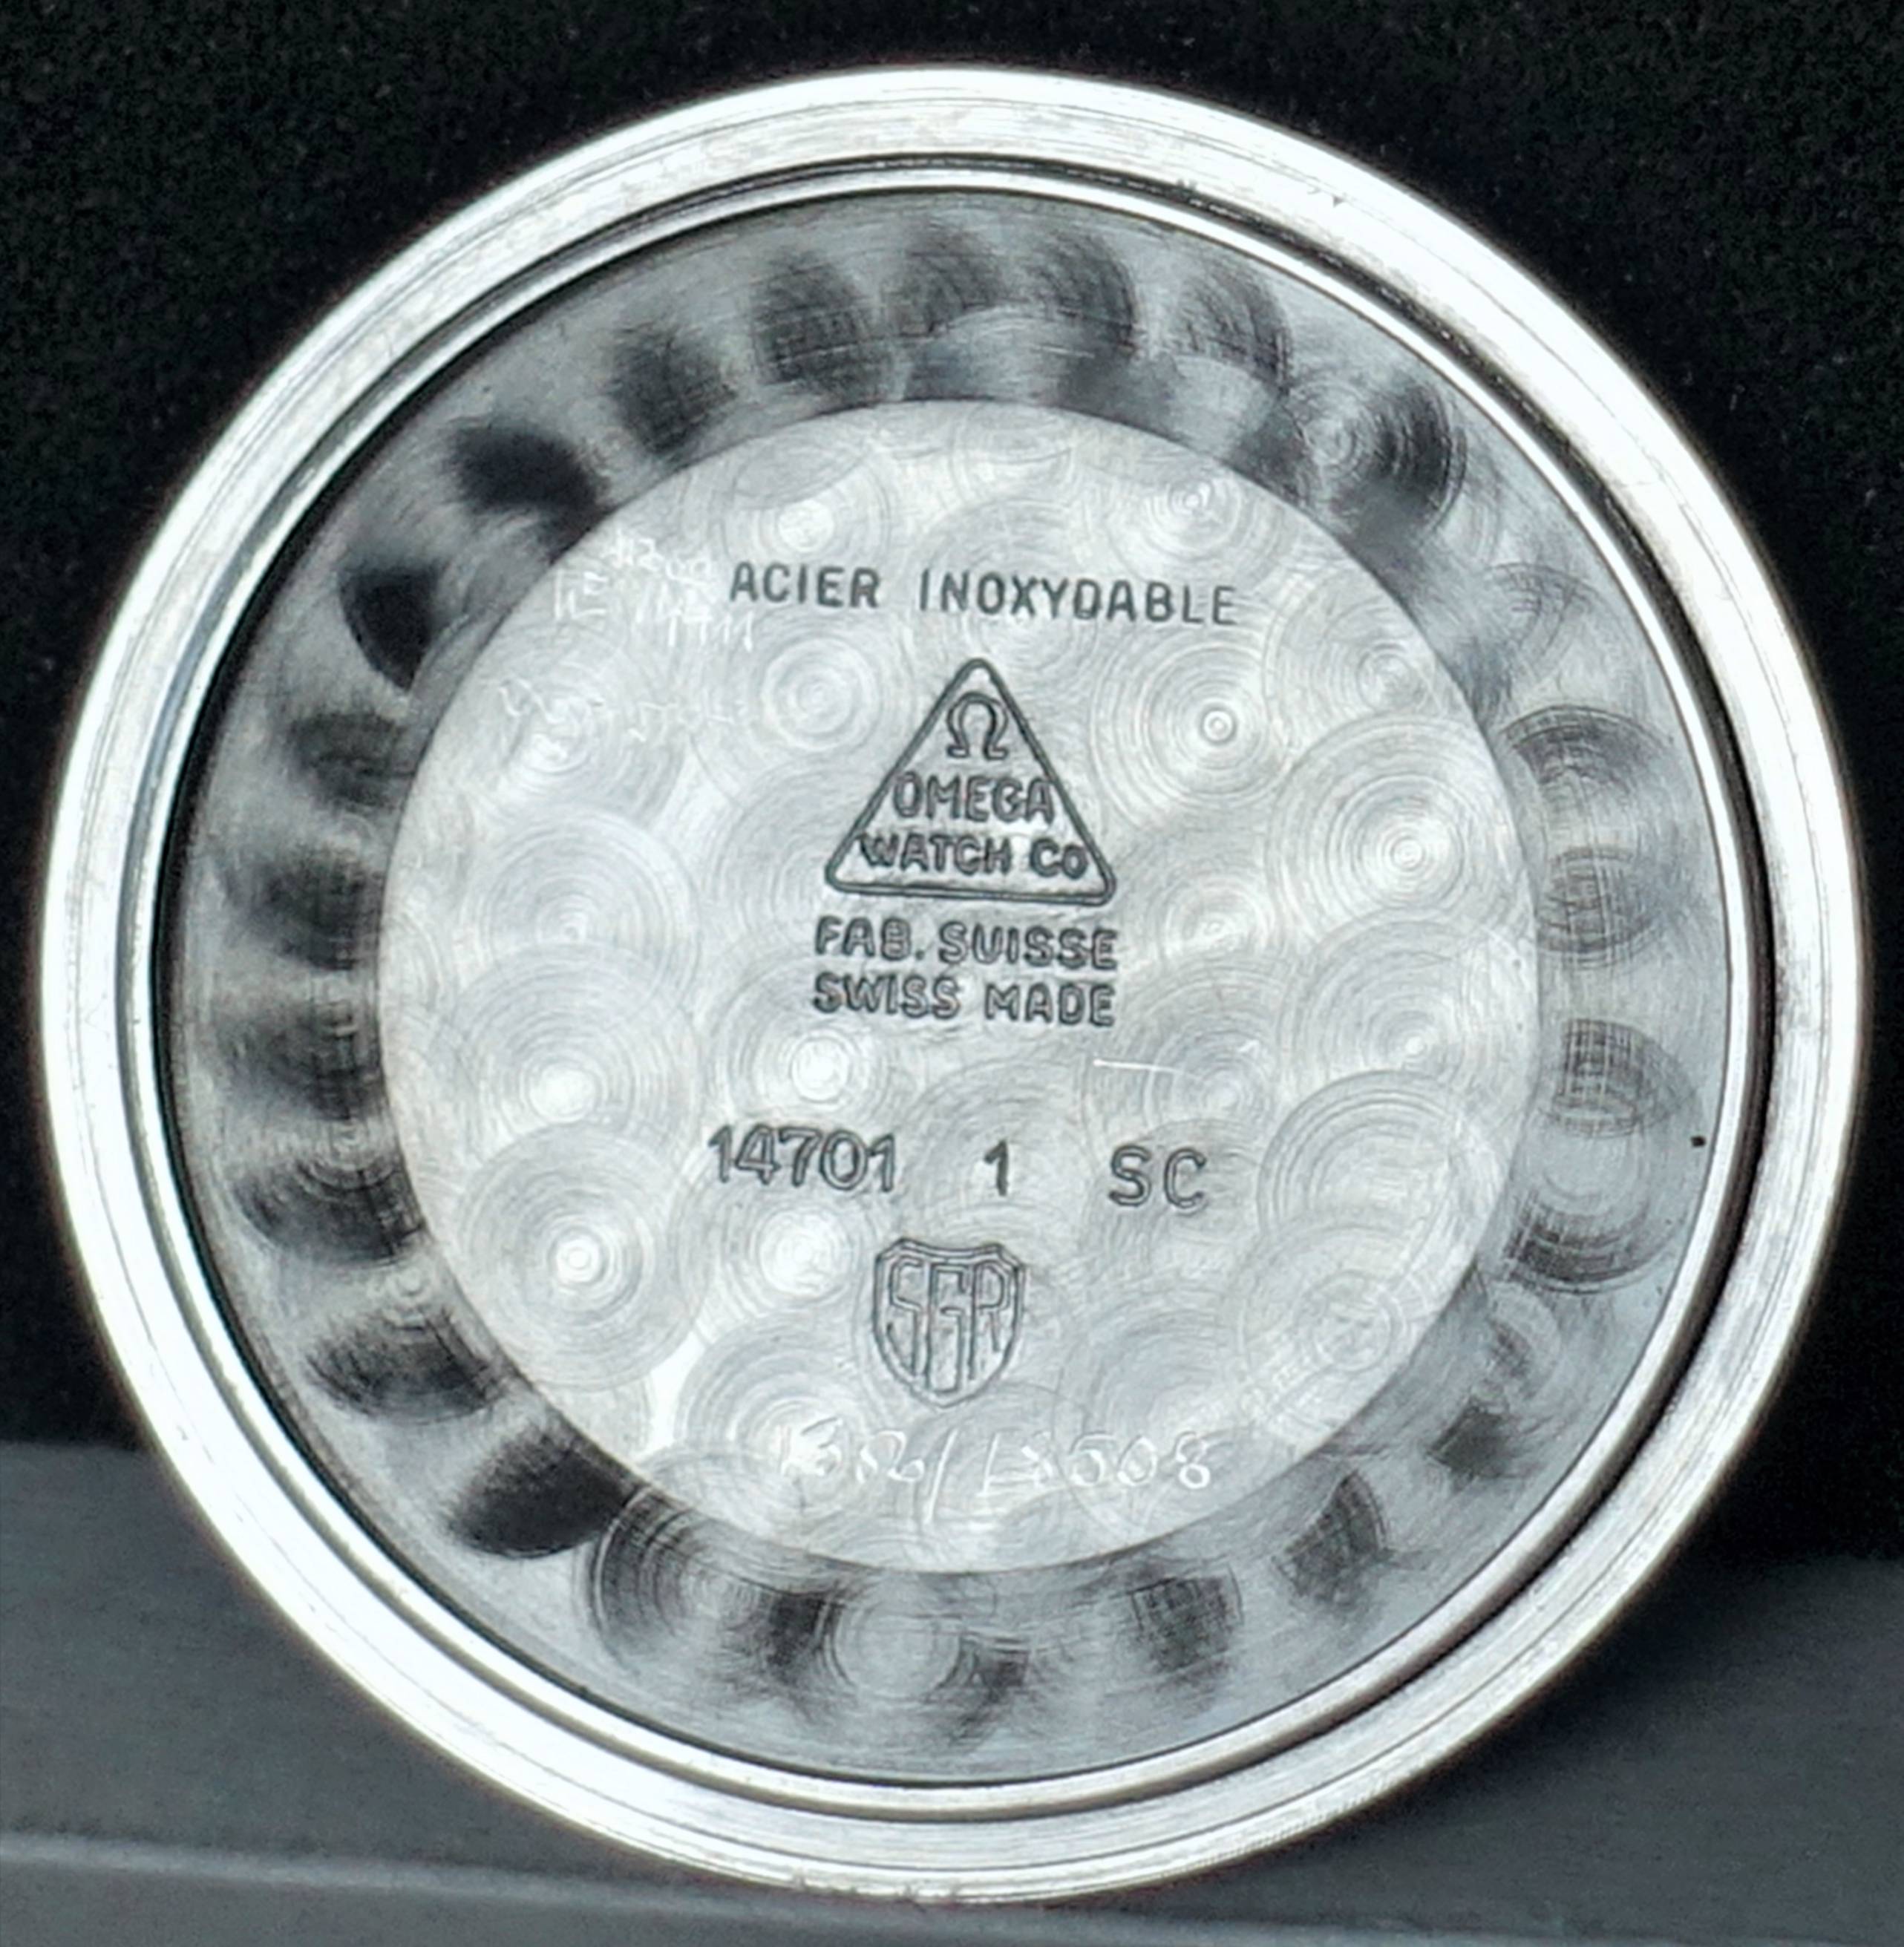 ACIER INOXYDABLE
Ω
OMEGA
WATCH CO
FAB. SUISSE
SWISS MADE
14701 1 SC
SGR